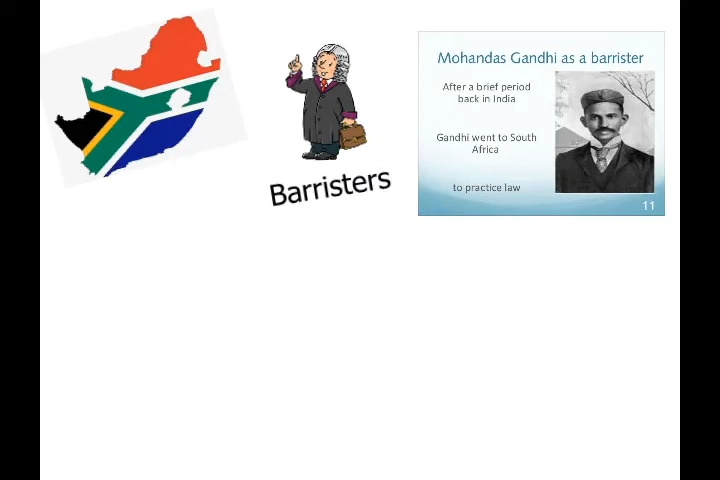 Barristers
Mohandas Gandhi as a barrister
After a brief period
back in India
Gandhi went to South
Africa
to practice law
11